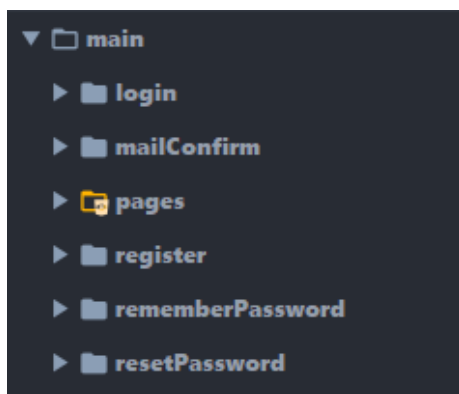 main
login
mailConfirm
pages
register
rememberPassword
resetPassword